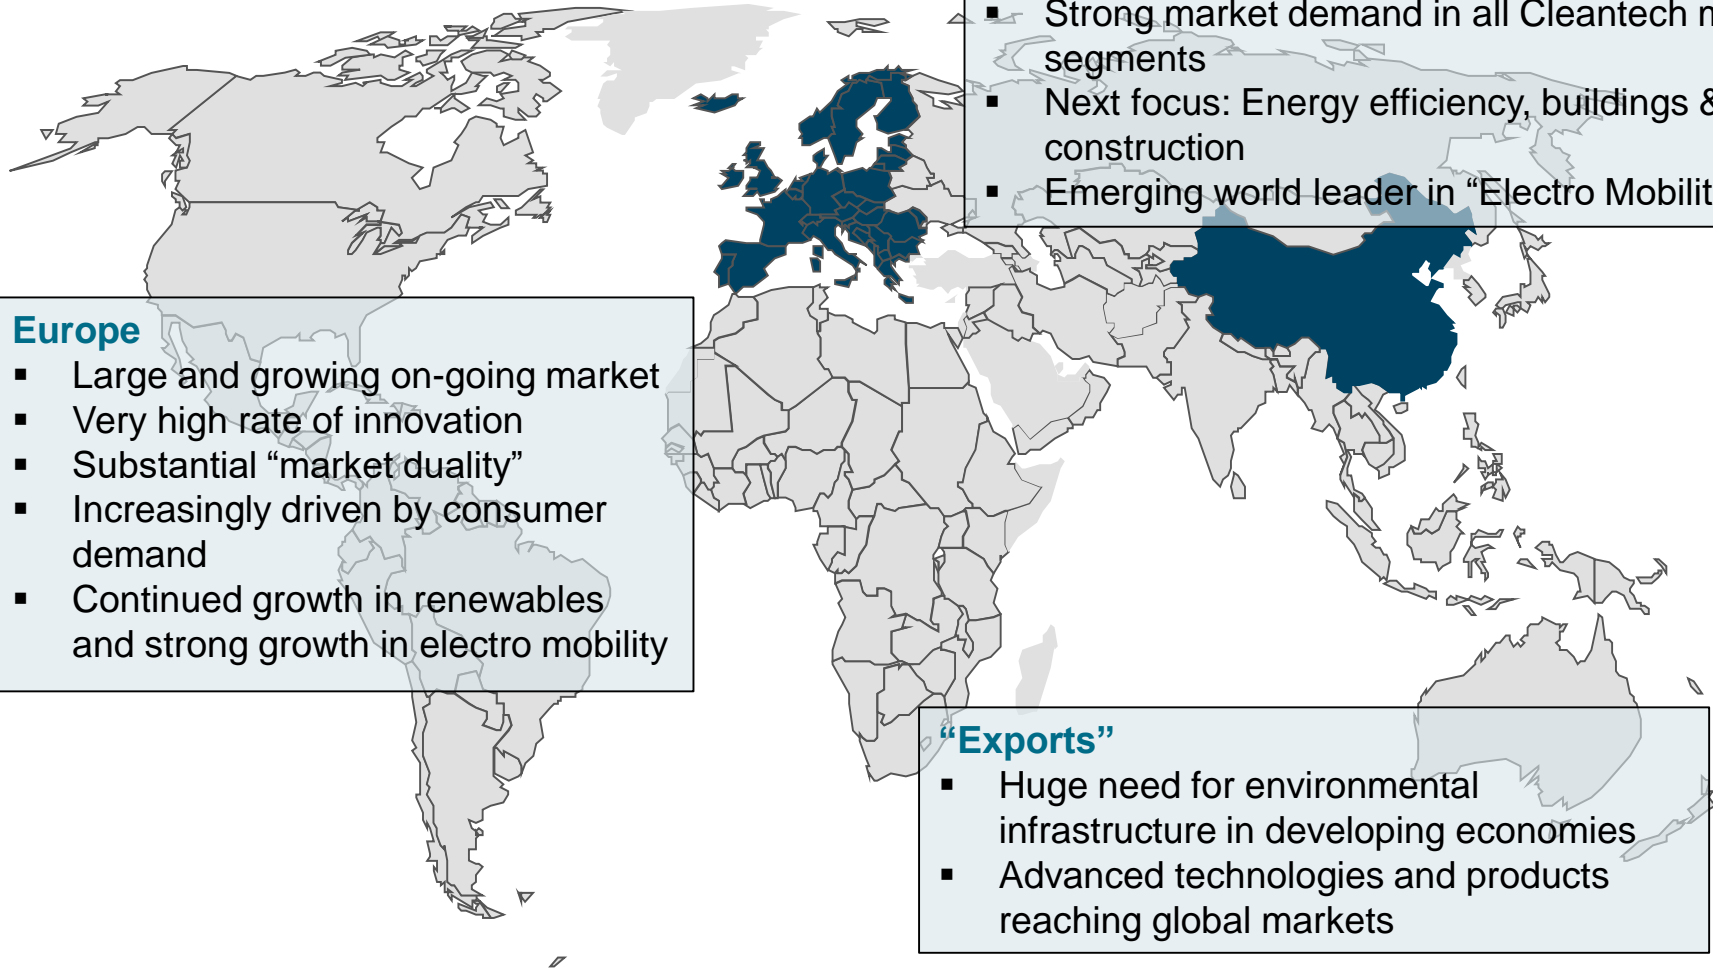 ▪ Strong market demand in all Cleantech
segments
▪ Next focus: Energy efficiency, buildings &
construction
▪ Emerging world leader in “Electro
Europe
▪ Large and growing on-going market
▪ Very high rate of innovation
▪ Substantial “market duality”
▪ Increasingly driven by consumer
demand
▪ Continued growth in renewables
and strong growth in electro mobility
“Exports”
▪ Huge need for environmental
infrastructure in developing economies
▪ Advanced technologies and products
reaching global markets